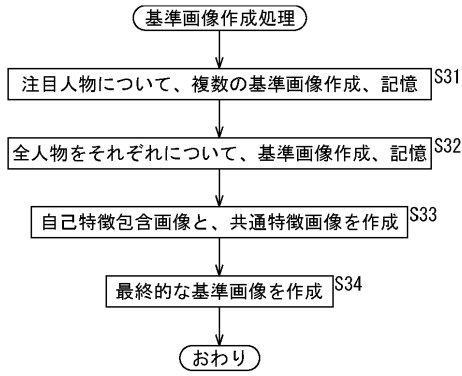 基準画像作成処理
注目人物について、複数の基準画像作成、記憶 S31
全人物をそれぞれについて、基準画像作成、記憶 S32
自己特徴包含画像と、共通特徴画像を作成 S33
最終的な基準画像を作成 S34
おわり